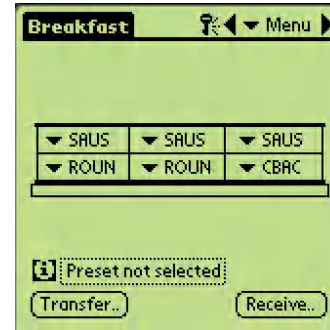 Breakfast Menu
SAUS SAUS SAUS
ROUN ROUN CBAC
i Preset not selected
Transfer.. Receive..